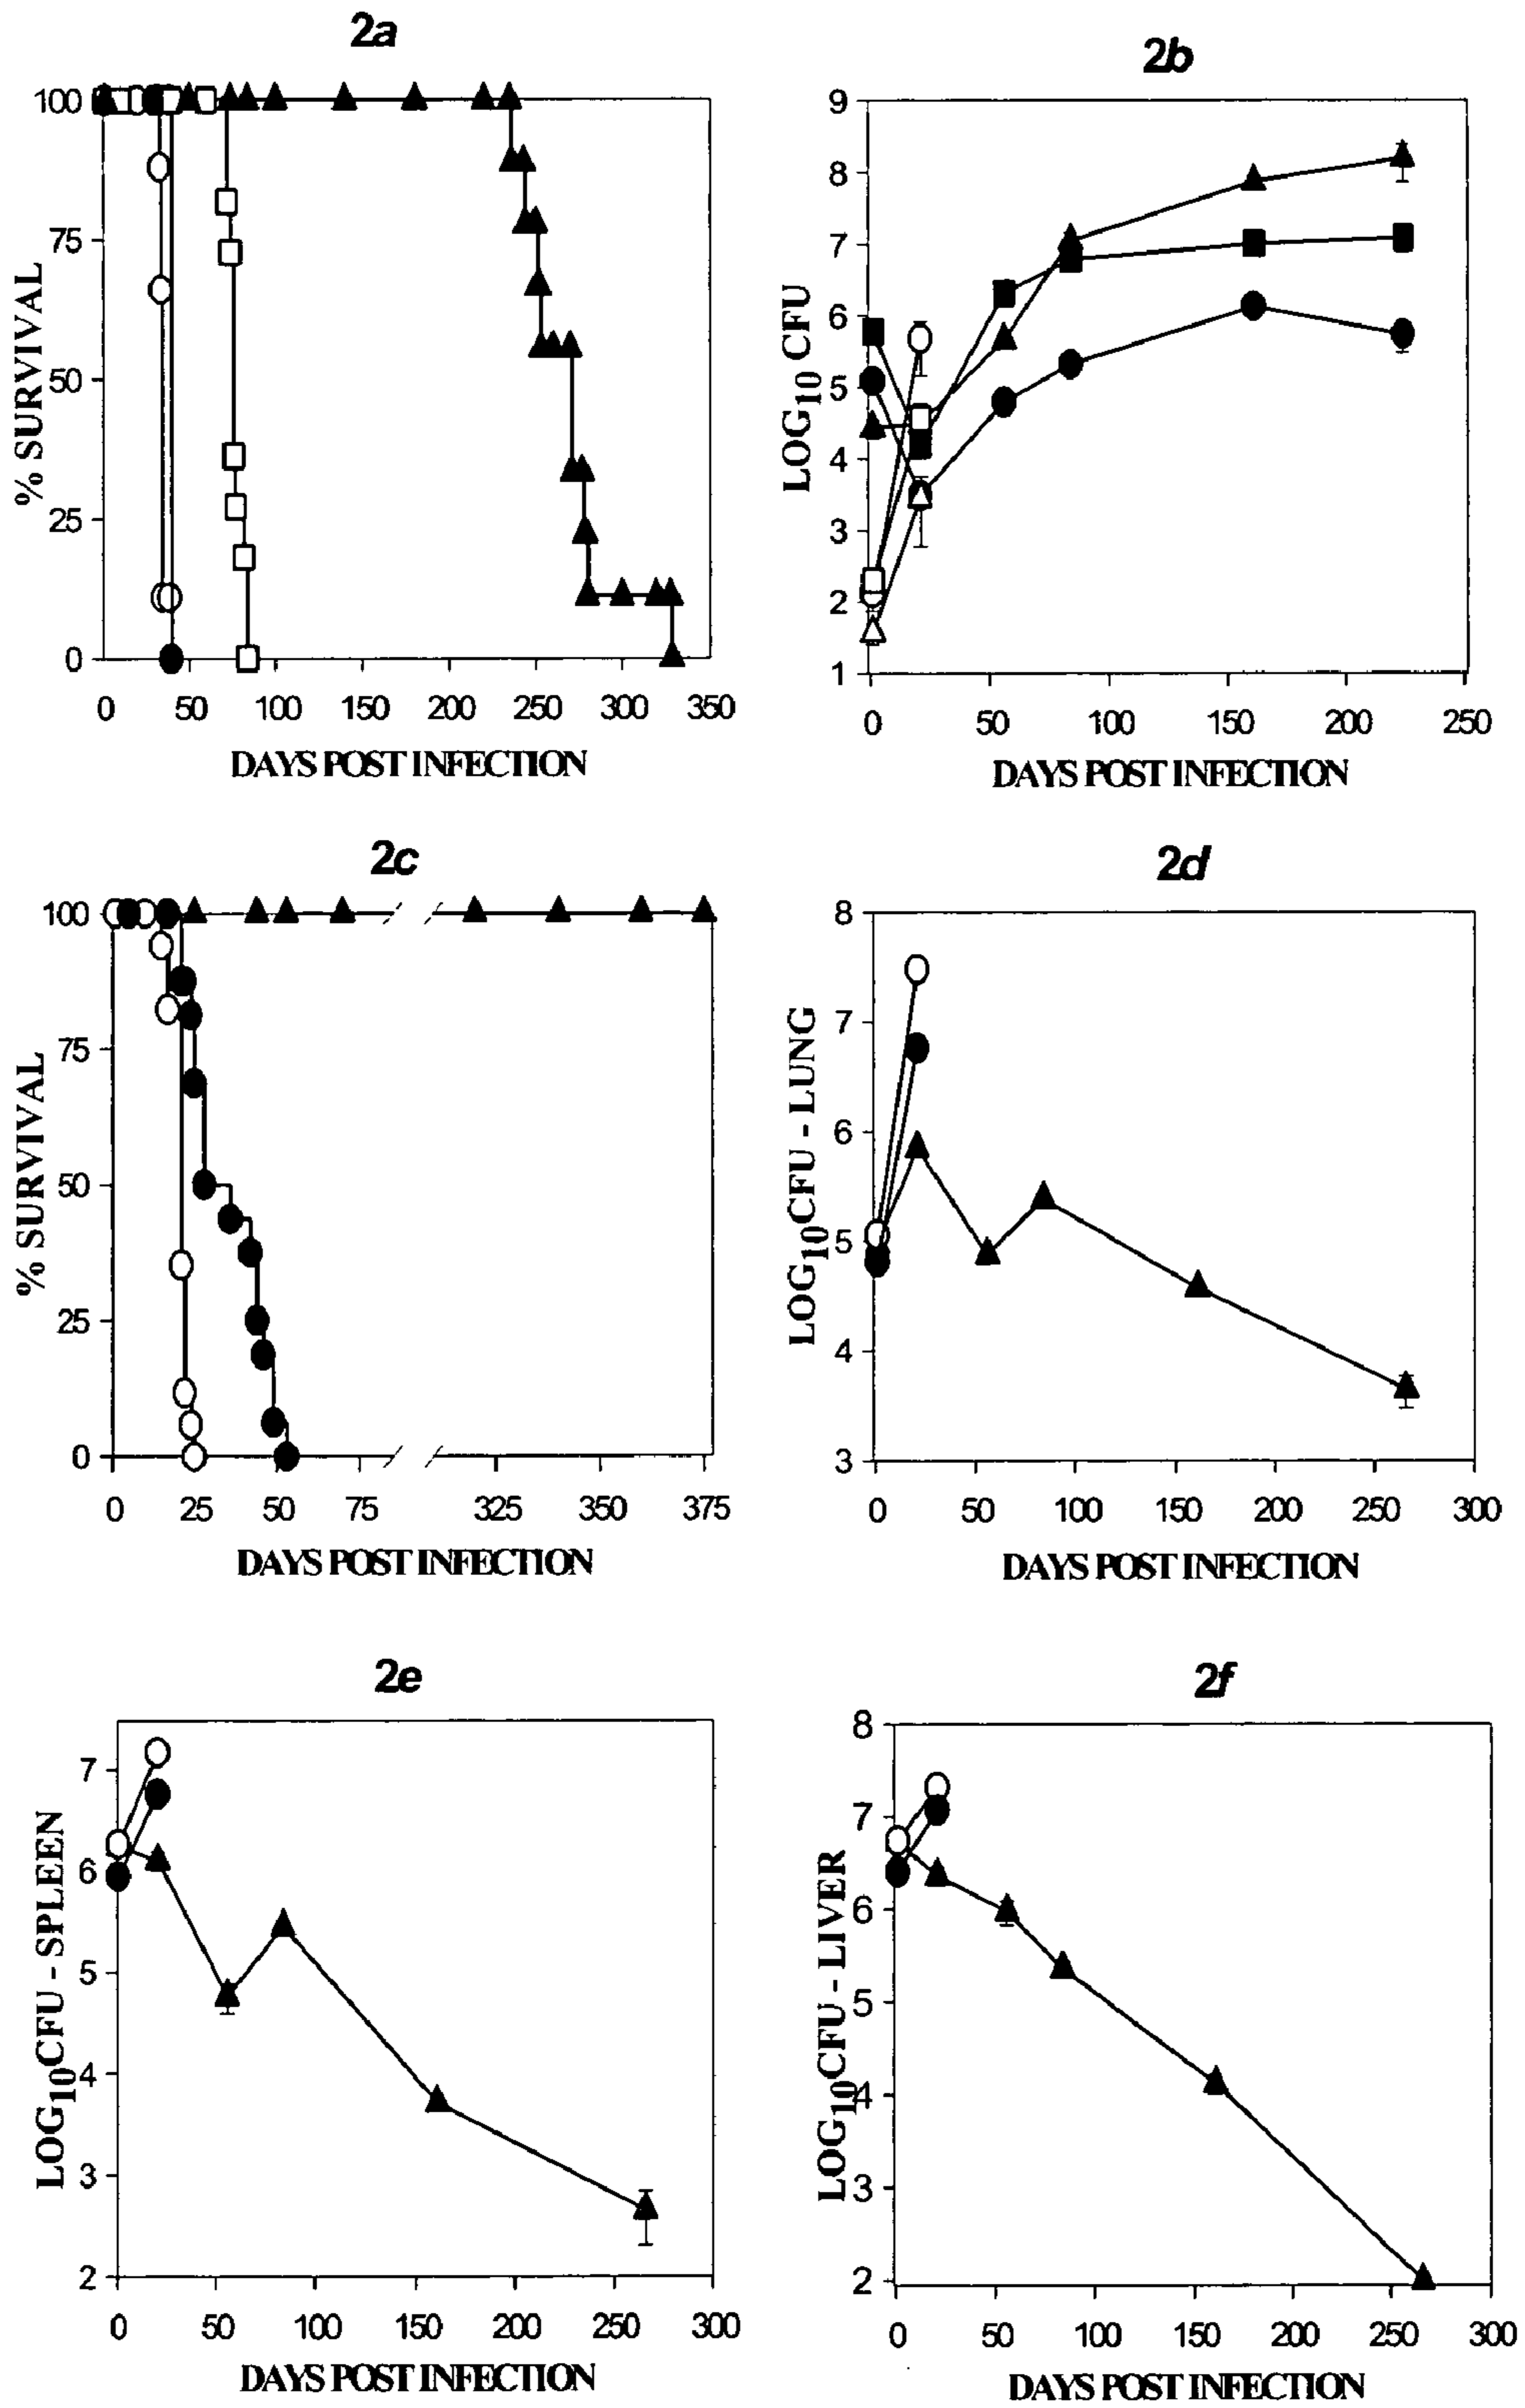 2a
100
75
50
25
0
% SURVIVAL
0 50 100 150 200 250 300 350
DAYS POST INFECTION
2b
9
8
7
6
5
4
3
2
1
LOG10 CFU
0 50 100 150 200 250
DAYS POST INFECTION
2c
100
75
50
25
0
% SURVIVAL
0 25 50 75 325 350 375
DAYS POST INFECTION
2d
8
7
6
5
4
3
LOG10CFU - LUNG
0 50 100 150 200 250 300
DAYS POST INFECTION
2e
7
6
5
4
3
2
LOG10CFU - SPLEEN
0 50 100 150 200 250 300
DAYS POST INFECTION
2f
8
7
6
5
4
3
2
LOG10CFU - LIVER
0 50 100 150 200 250 300
DAYS POST INFECTION